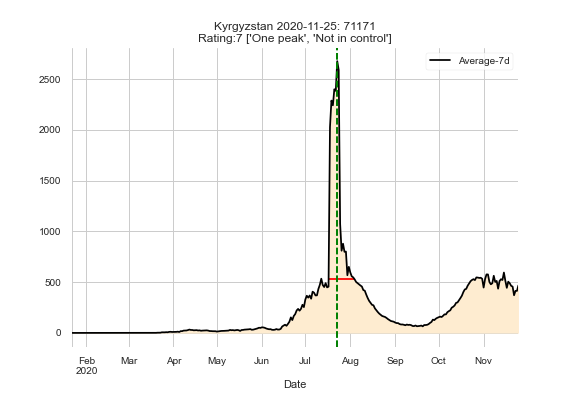 Kyrgyzstan 2020-11-25: 71171
Rating:7 ['One peak', 'Not in control']
Average-7d
2500
2000
1500
1000
500
0
Feb Mar Apr May Jun Jul Aug Sep Oct Nov
2020
Date